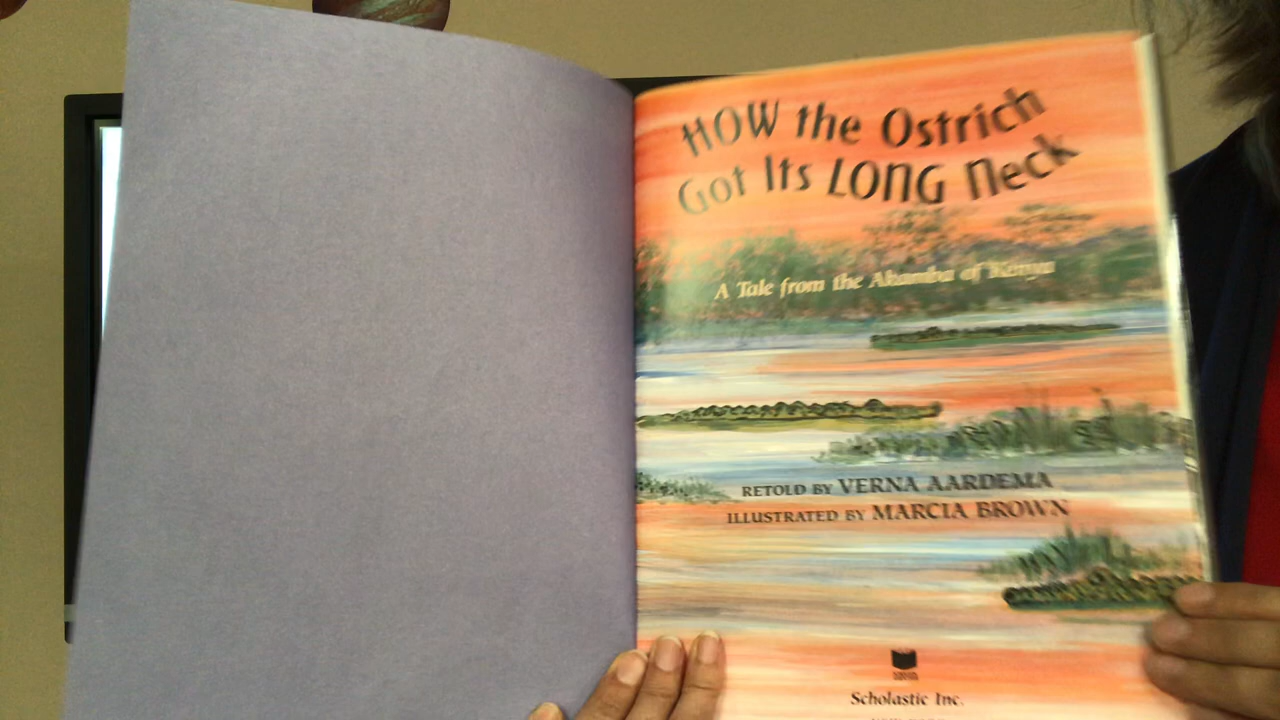 HOW the Ostrich
Got Its LONG Neck
A Tale from the Akamba of Kenya
RETOLD BY VERNA AARDEMA
ILLUSTRATED BY MARCIA BROWN
Scholastic Inc.